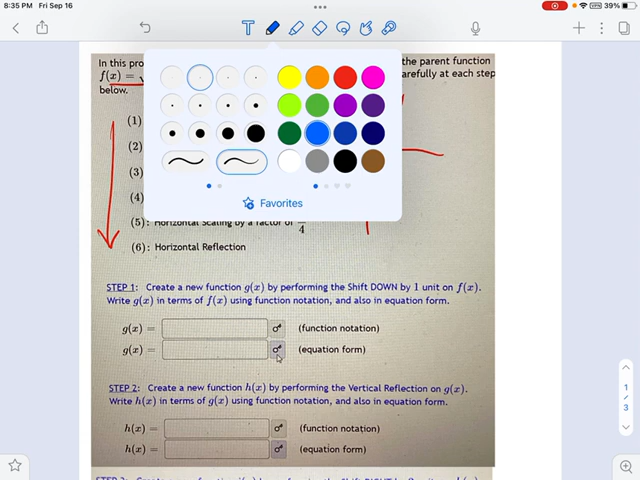 8:35 PM Fri Sep 16
39%
In this pro the parent function
f(x) = arefully at each step
below.
(1)
(2)
(3)
(4)
(5): Horizontal Scaling by a factor of
4
(6): Horizontal Reflection
Favorites
STEP 1: Create a new function g(x) by performing the Shift DOWN by 1 unit on f(x).
Write g(x) in terms of f(x) using function notation, and also in equation form.
g(x) = (function notation)
g(x) = (equation form)
STEP 2: Create a new function h(x) by performing the Vertical Reflection on g(x).
Write h(x) in terms of g(x) using function notation, and also in equation form.
h(x) = (function notation)
h(x) = (equation form)
1
/
3